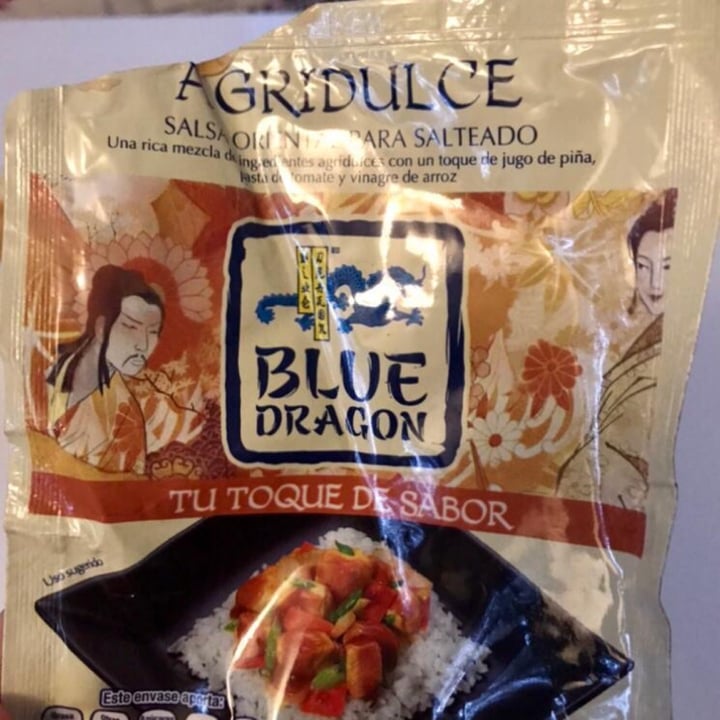 AGRIDULCE
SALSA ORIENTAL PARA SALTEADO
Una rica mezcla de ingredientes agridulces con un toque de jugo de piña,
pasta de tomate y vinagre de arroz
BLUE
DRAGON
TU TOQUE DE SABOR
Uso sugerido
Este envase aporta: